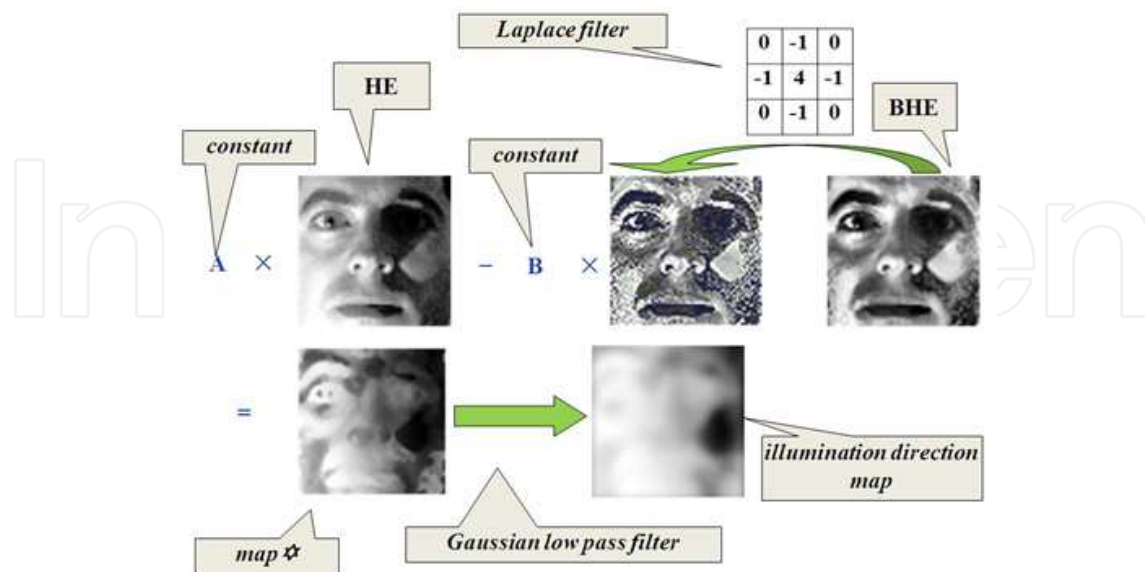 Laplace filter
0 -1 0
-1 4 -1
0 -1 0
HE
BHE
constant
constant
A ×
− B ×
=
illumination direction
map
map ✡
Gaussian low pass filter